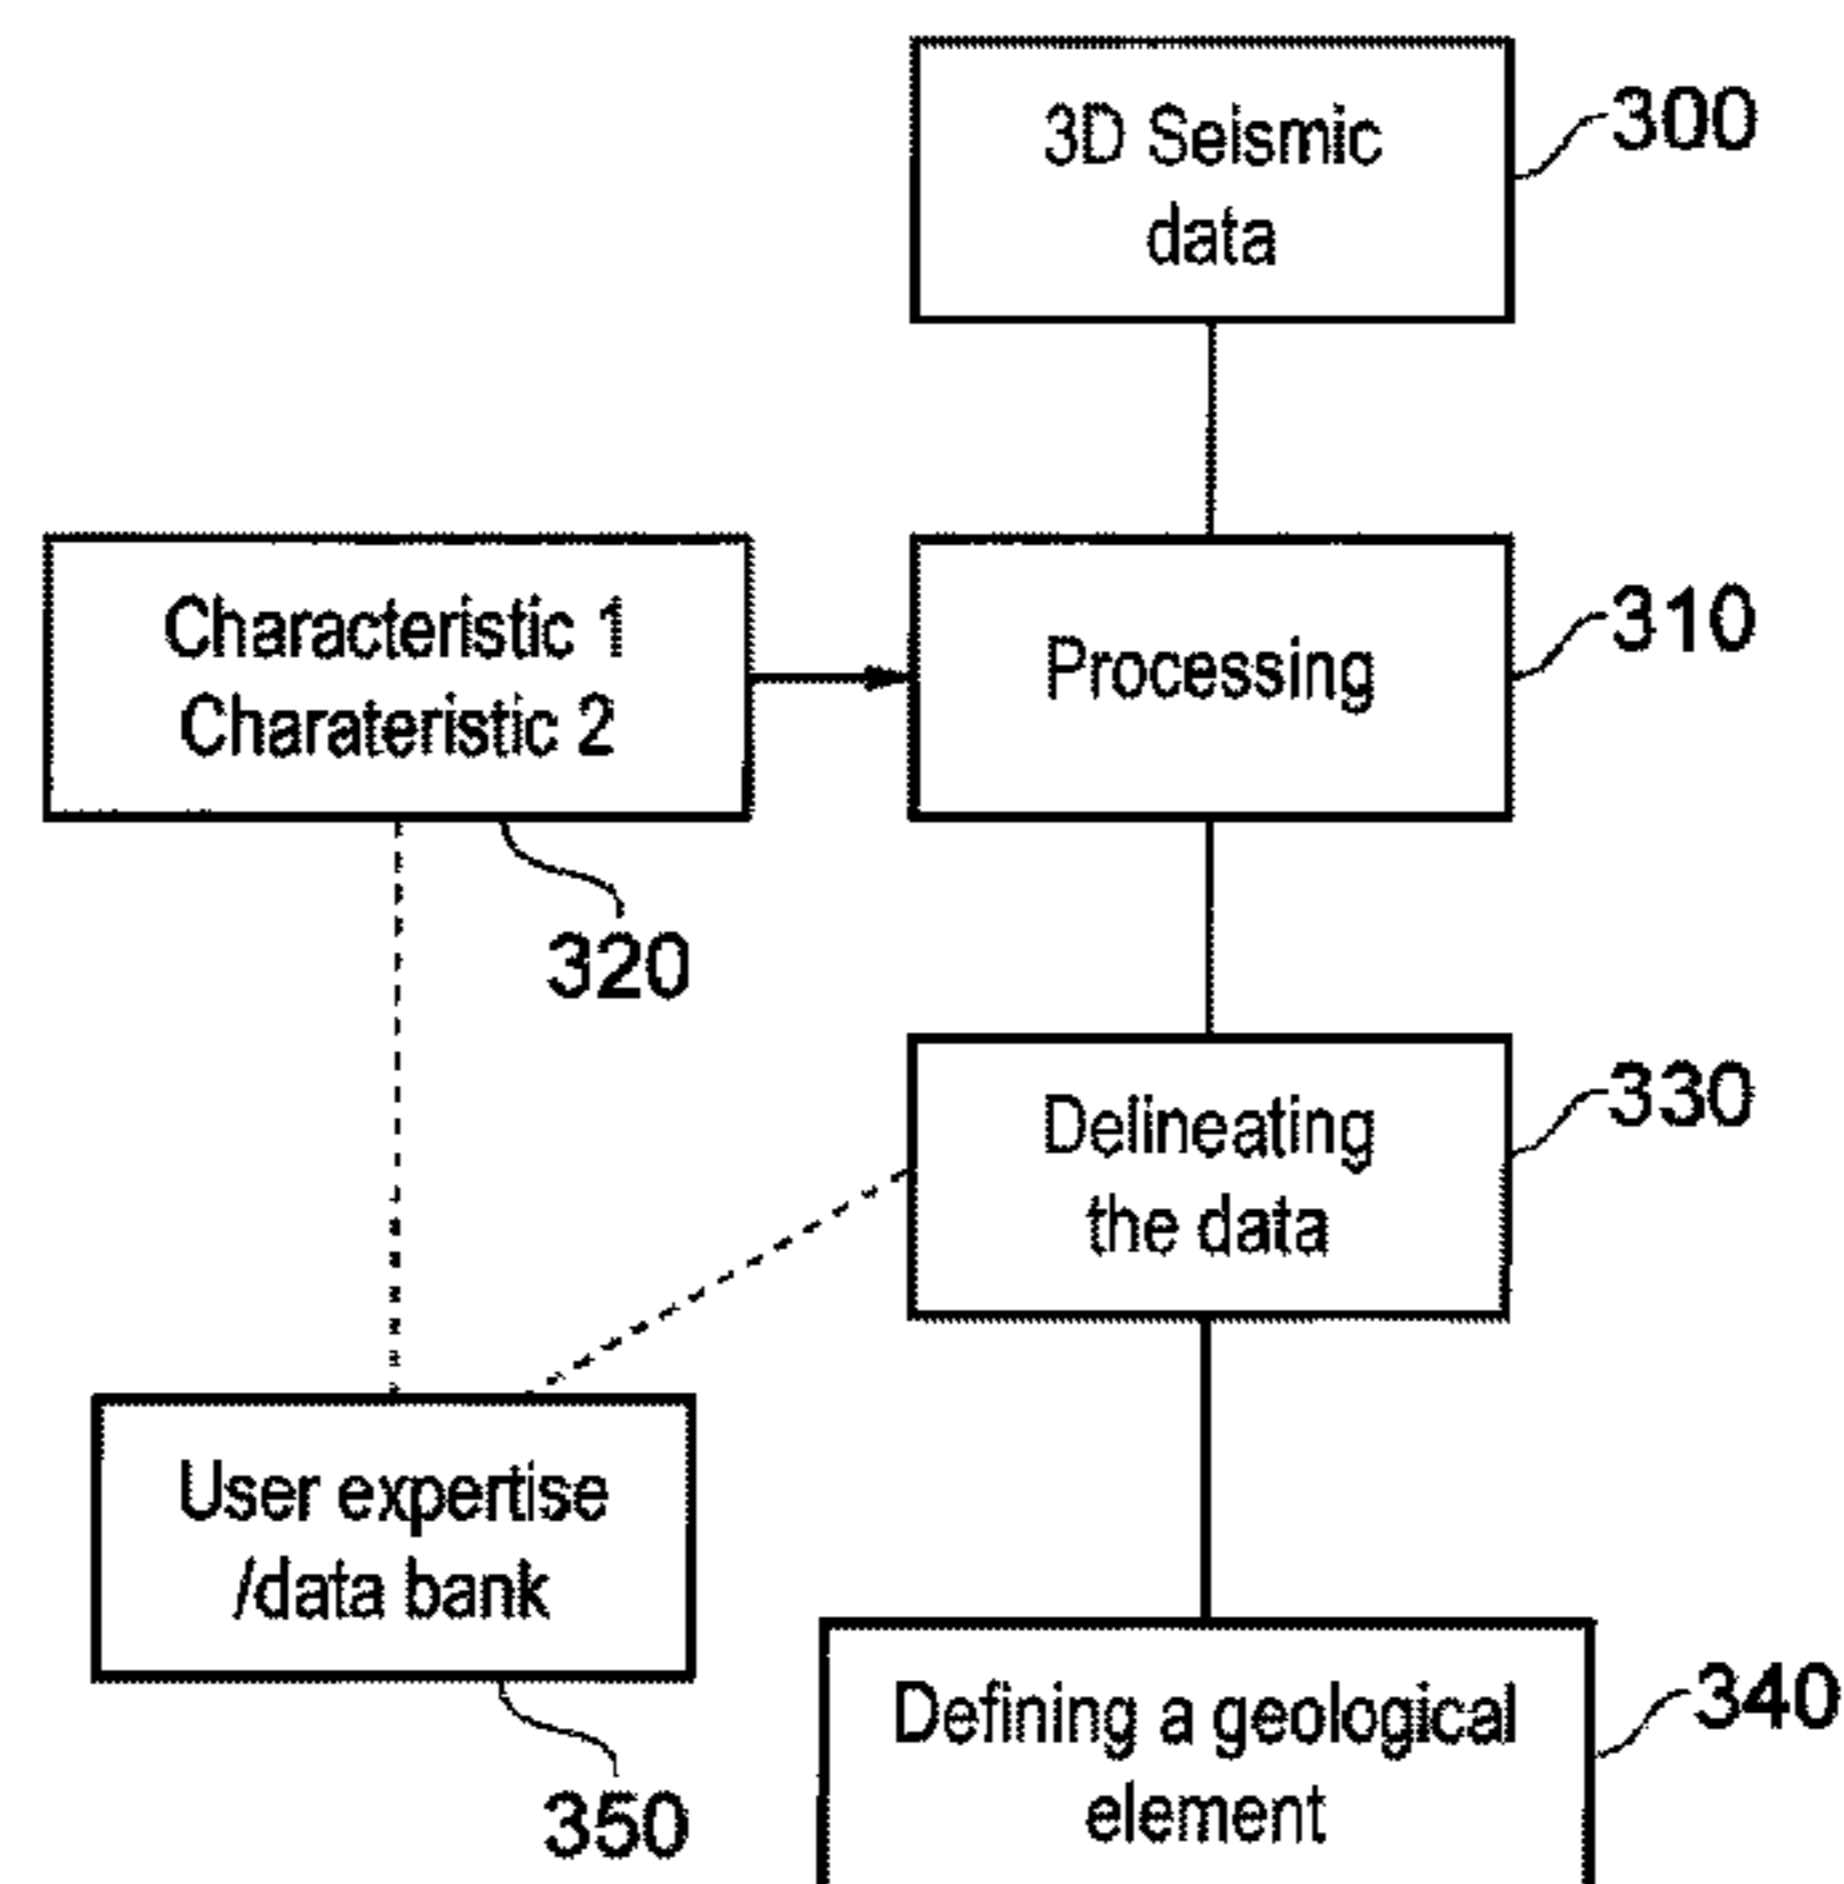 3D Seismic
data
300
Characteristic 1
Charateristic 2
320
Processing
310
Delineating
the data
330
User expertise
/data bank
350
Defining a geological
element
340